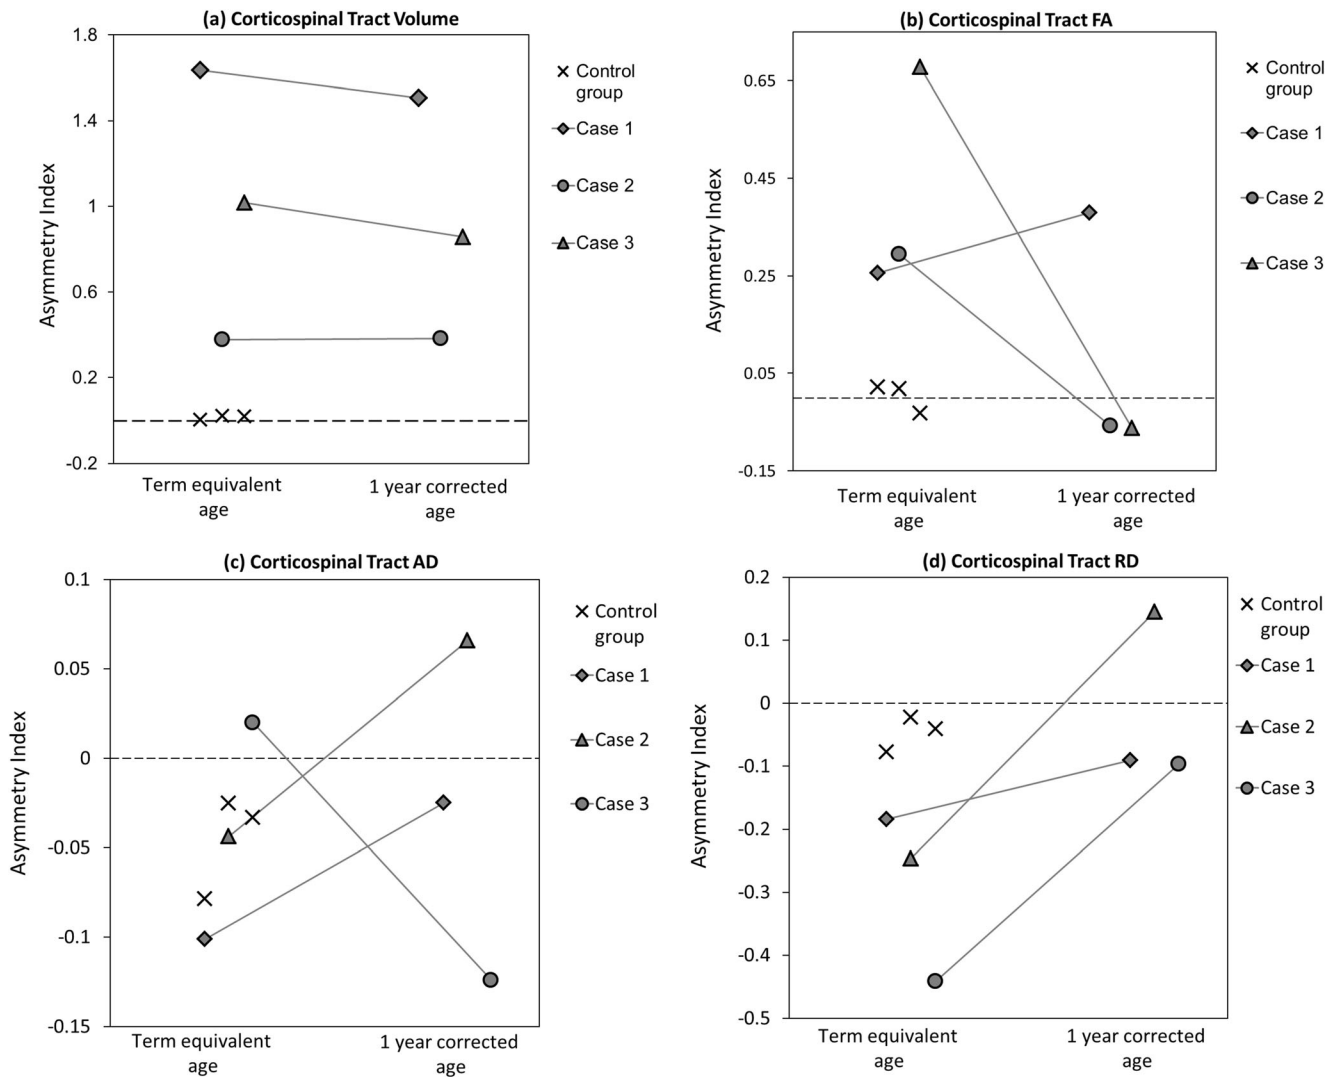 (a) Corticospinal Tract Volume
1.8
1.4
1
0.6
0.2
-0.2
Asymmetry Index
Term equivalent
age
1 year corrected
age
Control
group
Case 1
Case 2
Case 3
(b) Corticospinal Tract FA
0.65
0.45
0.25
0.05
-0.15
Asymmetry Index
Term equivalent
age
1 year corrected
age
Control
group
Case 1
Case 2
Case 3
(c) Corticospinal Tract AD
0.1
0.05
0
-0.05
-0.1
-0.15
Asymmetry Index
Term equivalent
age
1 year corrected
age
Control
group
Case 1
Case 2
Case 3
(d) Corticospinal Tract RD
0.2
0.1
0
-0.1
-0.2
-0.3
-0.4
-0.5
Asymmetry Index
Term equivalent
age
1 year corrected
age
Control
group
Case 1
Case 2
Case 3